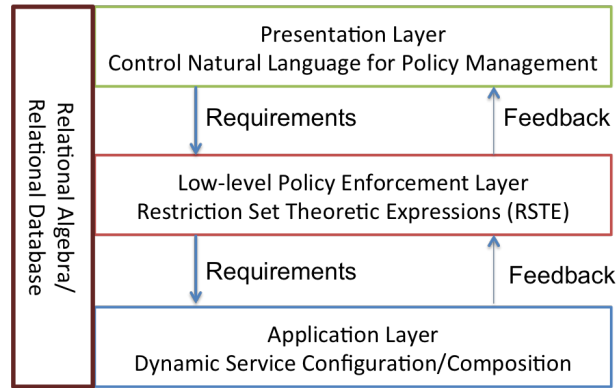 Presentation Layer
Control Natural Language for Policy Management
Requirements
Feedback
Relational Algebra/
Relational Database
Low-level Policy Enforcement Layer
Restriction Set Theoretic Expressions (RSTE)
Requirements
Feedback
Application Layer
Dynamic Service Configuration/Composition